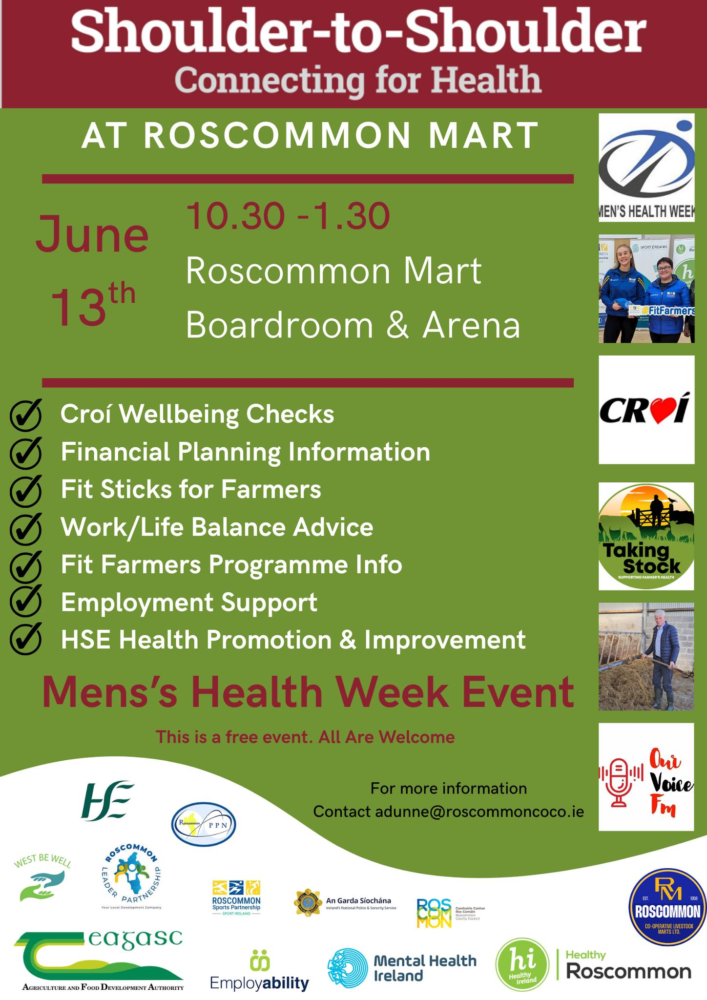 Shoulder-to-Shoulder
Connecting for Health
AT ROSCOMMON MART
June
13th
10.30 -1.30
Roscommon Mart
Boardroom & Arena
Croí Wellbeing Checks
Financial Planning Information
Fit Sticks for Farmers
Work/Life Balance Advice
Fit Farmers Programme Info
Employment Support
HSE Health Promotion & Improvement
Mens's Health Week Event
This is a free event. All Are Welcome
For more information
Contact adunne@roscommoncoco.ie
MEN'S HEALTH WEEK
SPORT ÉIREANN
hi
#FitFarmers
CROÍ
Taking
Stock
SUPPORTING FARMER'S HEALTH
Our
Voice
Fm
HSE
Roscommon PPN
WEST BE WELL
ROSCOMMON
LEADER PARTNERSHIP
Your Local Development Company
ROSCOMMON
Sports Partnership
SPORT IRELAND
An Garda Síochána
Ireland's National Police & Security Service
ROS
COM
MON
Comhairle Contae
Ros Comáin
Roscommon
County Council
RM
EST. 1959
ROSCOMMON
CO-OPERATIVE LIVESTOCK
MARTS LTD.
Teagasc
AGRICULTURE AND FOOD DEVELOPMENT AUTHORITY
Employability
Mental Health
Ireland
hi
Healthy
Ireland
Healthy
Roscommon